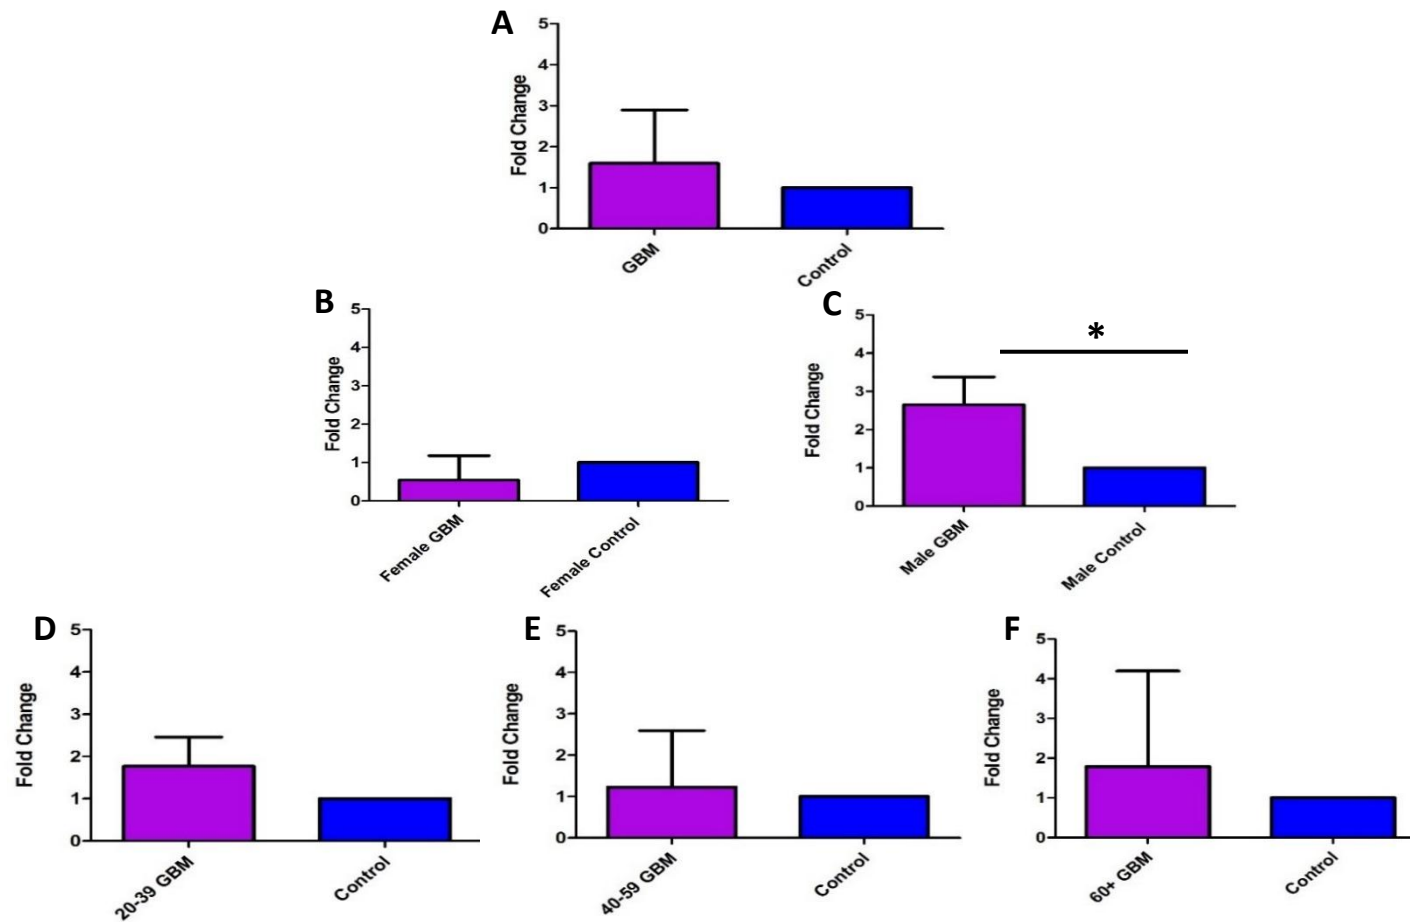 A
5
4
3
2
1
0
Fold Change
GBM
Control
B
5
4
3
2
1
0
Fold Change
Female GBM
Female Control
C
5
4
3
2
1
0
Fold Change
*
Male GBM
Male Control
D
5
4
3
2
1
0
Fold Change
20-39 GBM
Control
E
5
4
3
2
1
0
Fold Change
40-59 GBM
Control
F
5
4
3
2
1
0
Fold Change
60+ GBM
Control